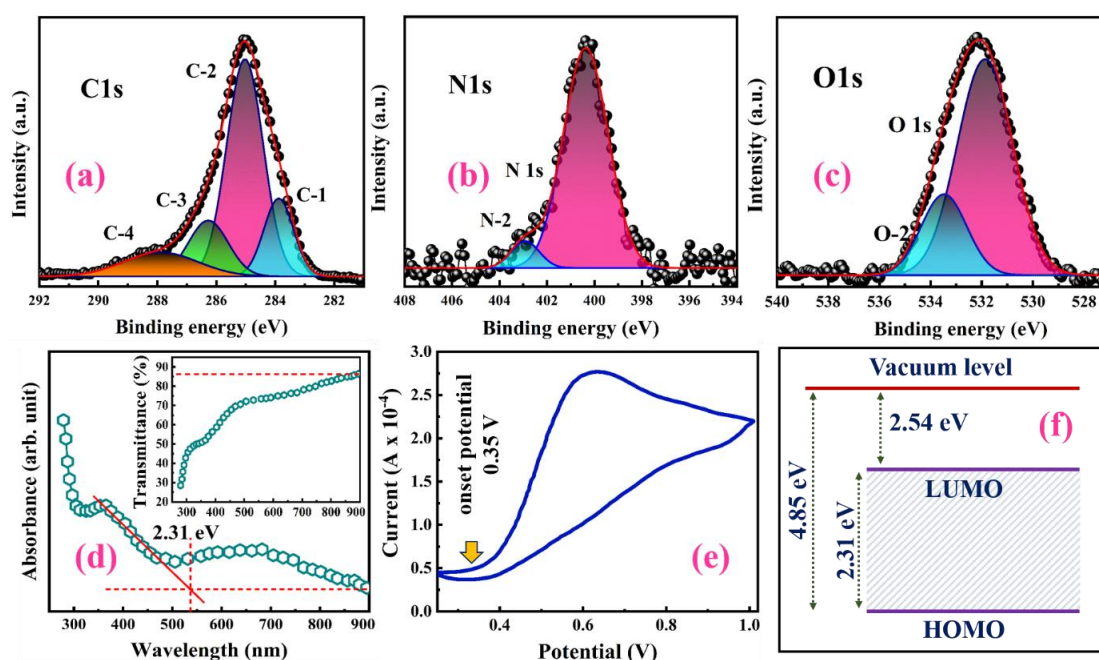 C1s
C-2
C-3
C-4
C-1
(a)
Intensity (a.u.)
292 290 288 286 284 282
Binding energy (eV)
N1s
N 1s
N-2
(b)
Intensity (a.u.)
408 406 404 402 400 398 396 394
Binding energy (eV)
O1s
O 1s
O-2
(c)
Intensity (a.u.)
540 538 536 534 532 530 528
Binding energy (eV)
Absorbance (arb. unit)
Transmittance (%)
90
80
70
60
50
40
30
20
300 400 500 600 700 800 900
2.31 eV
(d)
300 400 500 600 700 800 900
Wavelength (nm)
Current (A x 10⁻⁴)
3.0
2.5
2.0
1.5
1.0
0.5
0.0
onset potential
0.35 V
(e)
0.4 0.6 0.8 1.0
Potential (V)
Vacuum level
(f)
2.54 eV
4.85 eV
LUMO
2.31 eV
HOMO